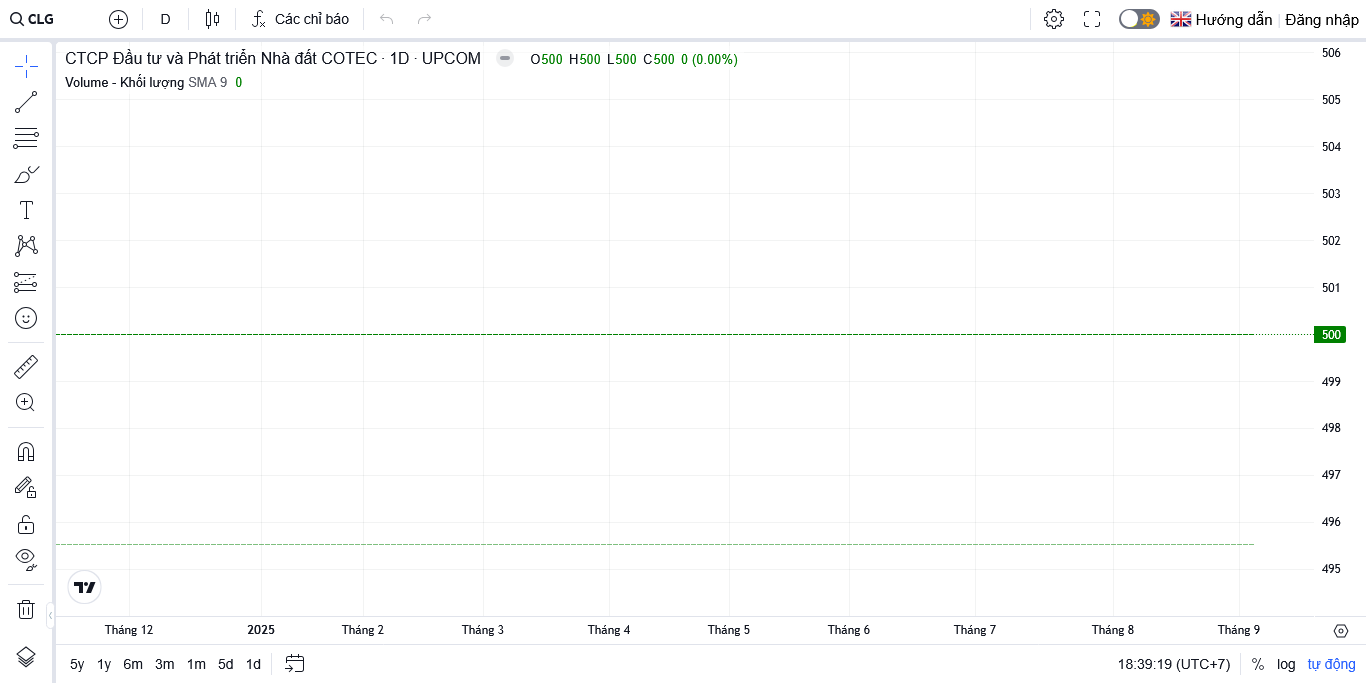 CLG D Các chỉ báo Hướng dẫn Đăng nhập
CTCP Đầu tư và Phát triển Nhà đất COTEC · 1D · UPCOM O500 H500 L500 C500 0 (0.00%)
Volume - Khối lượng SMA 9 0
506
505
504
503
502
501
500
499
498
497
496
495
Tháng 12 2025 Tháng 2 Tháng 3 Tháng 4 Tháng 5 Tháng 6 Tháng 7 Tháng 8 Tháng 9
5y 1y 6m 3m 1m 5d 1d 18:39:19 (UTC+7) % log tự động